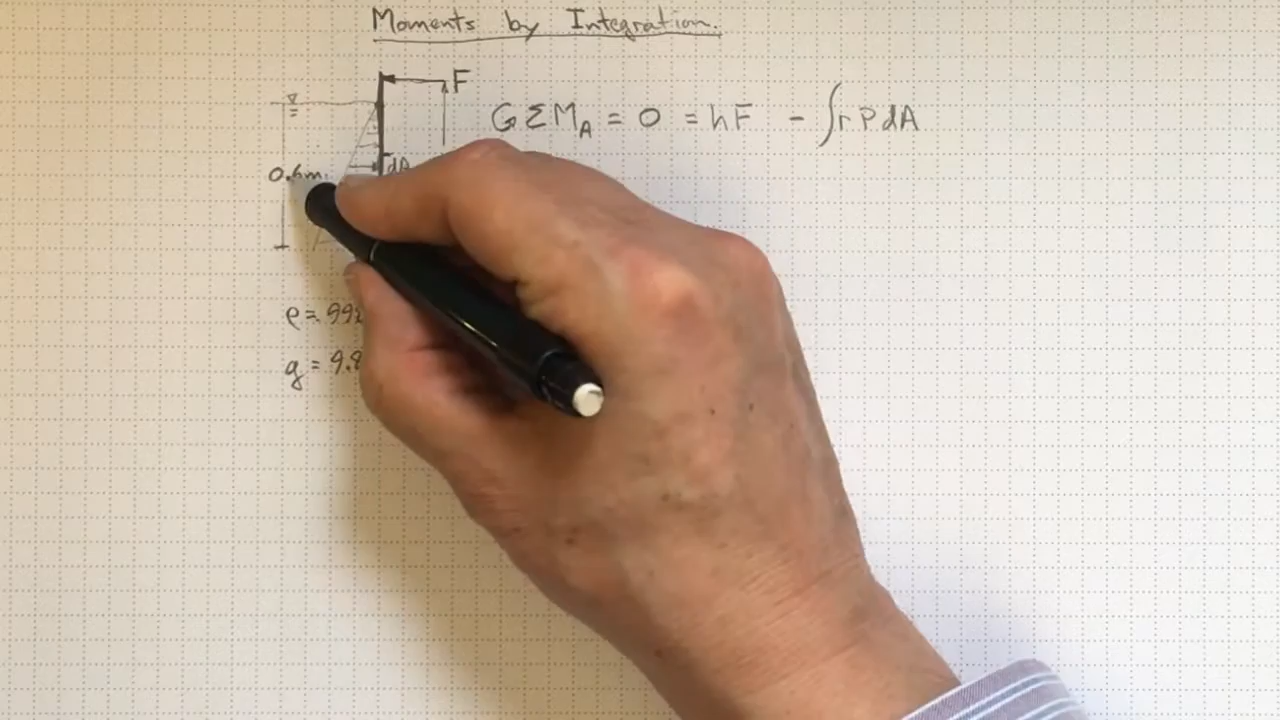 Moments by Integration.
F
G ΣM_A = 0 = hF - ∫r P dA
dA
0.6m
ρ = 99
g = 9.8